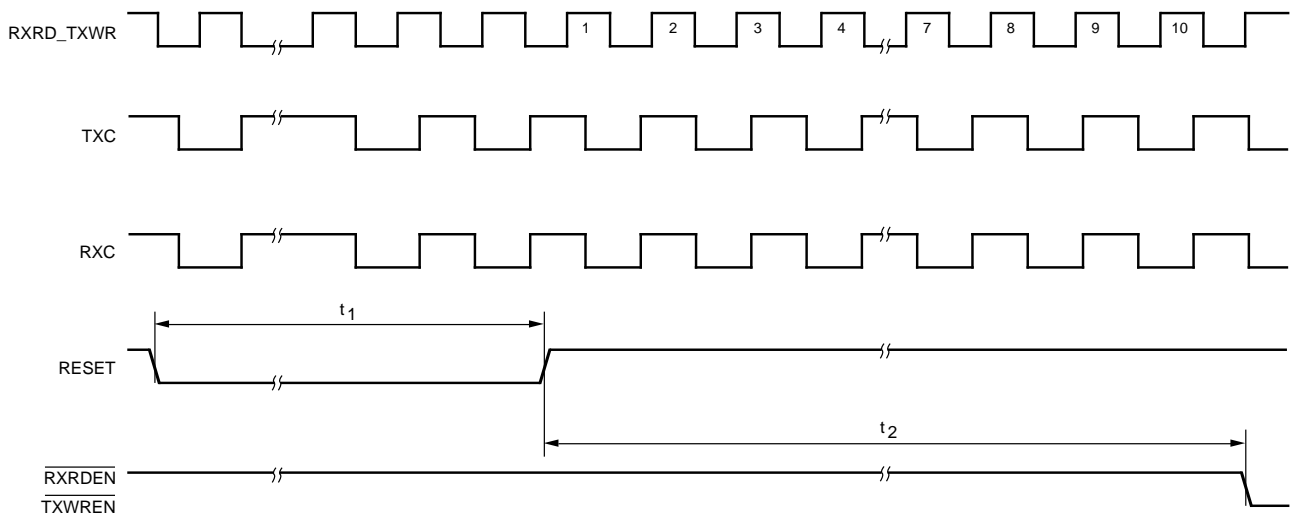 RXRD_TXWR 1 2 3 4 7 8 9 10
TXC
RXC
t1
RESET
t2
RXRDEN
TXWREN